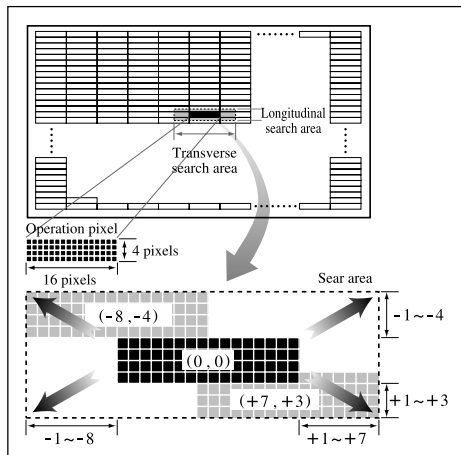 Longitudinal
search area
Transverse
search area
Operation pixel
4 pixels
16 pixels
Sear area
(-8,-4)
-1~-4
(0,0)
(+7,+3)
+1~+3
-1~-8
+1~+7